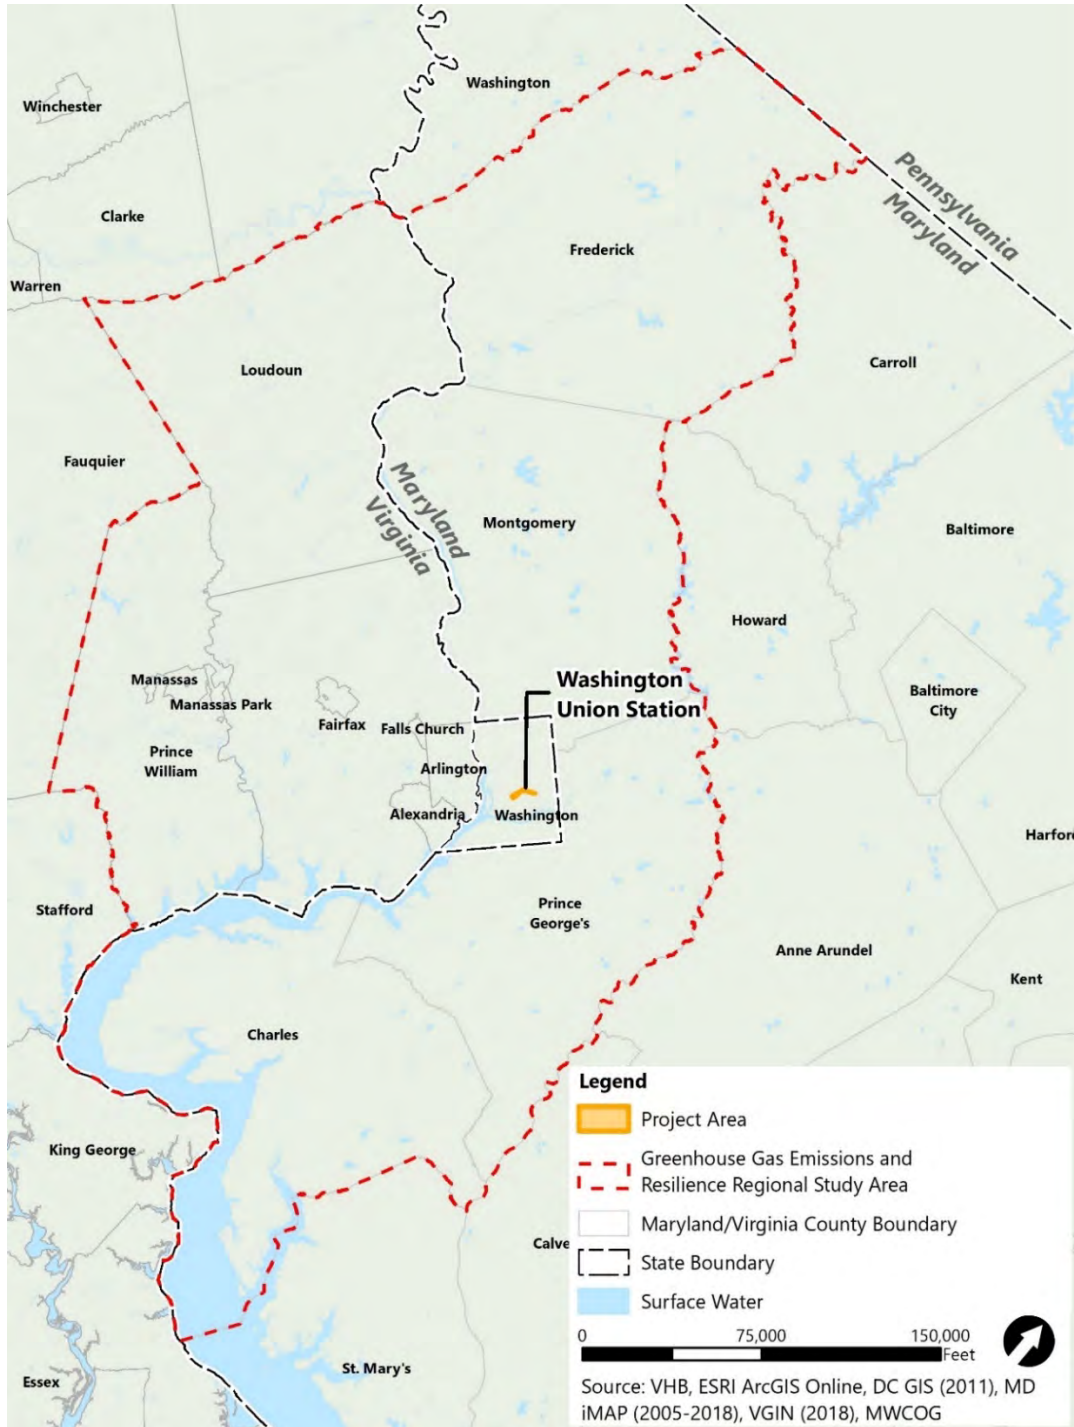 Washington
Winchester
Pennsylvania
Maryland
Clarke
Frederick
Warren
Loudoun
Carroll
Fauquier
Maryland
Virginia
Montgomery
Baltimore
Howard
Washington
Union Station
Manassas
Manassas Park
Baltimore
City
Fairfax
Falls Church
Prince
William
Arlington
Alexandria
Washington
Harford
Stafford
Prince
George's
Anne Arundel
Kent
Charles
King George
Calve
St. Mary's
Essex
Legend
Project Area
Greenhouse Gas Emissions and
Resilience Regional Study Area
Maryland/Virginia County Boundary
State Boundary
Surface Water
0 75,000 150,000
Feet
Source: VHB, ESRI ArcGIS Online, DC GIS (2011), MD
iMAP (2005-2018), VGIN (2018), MWCOG